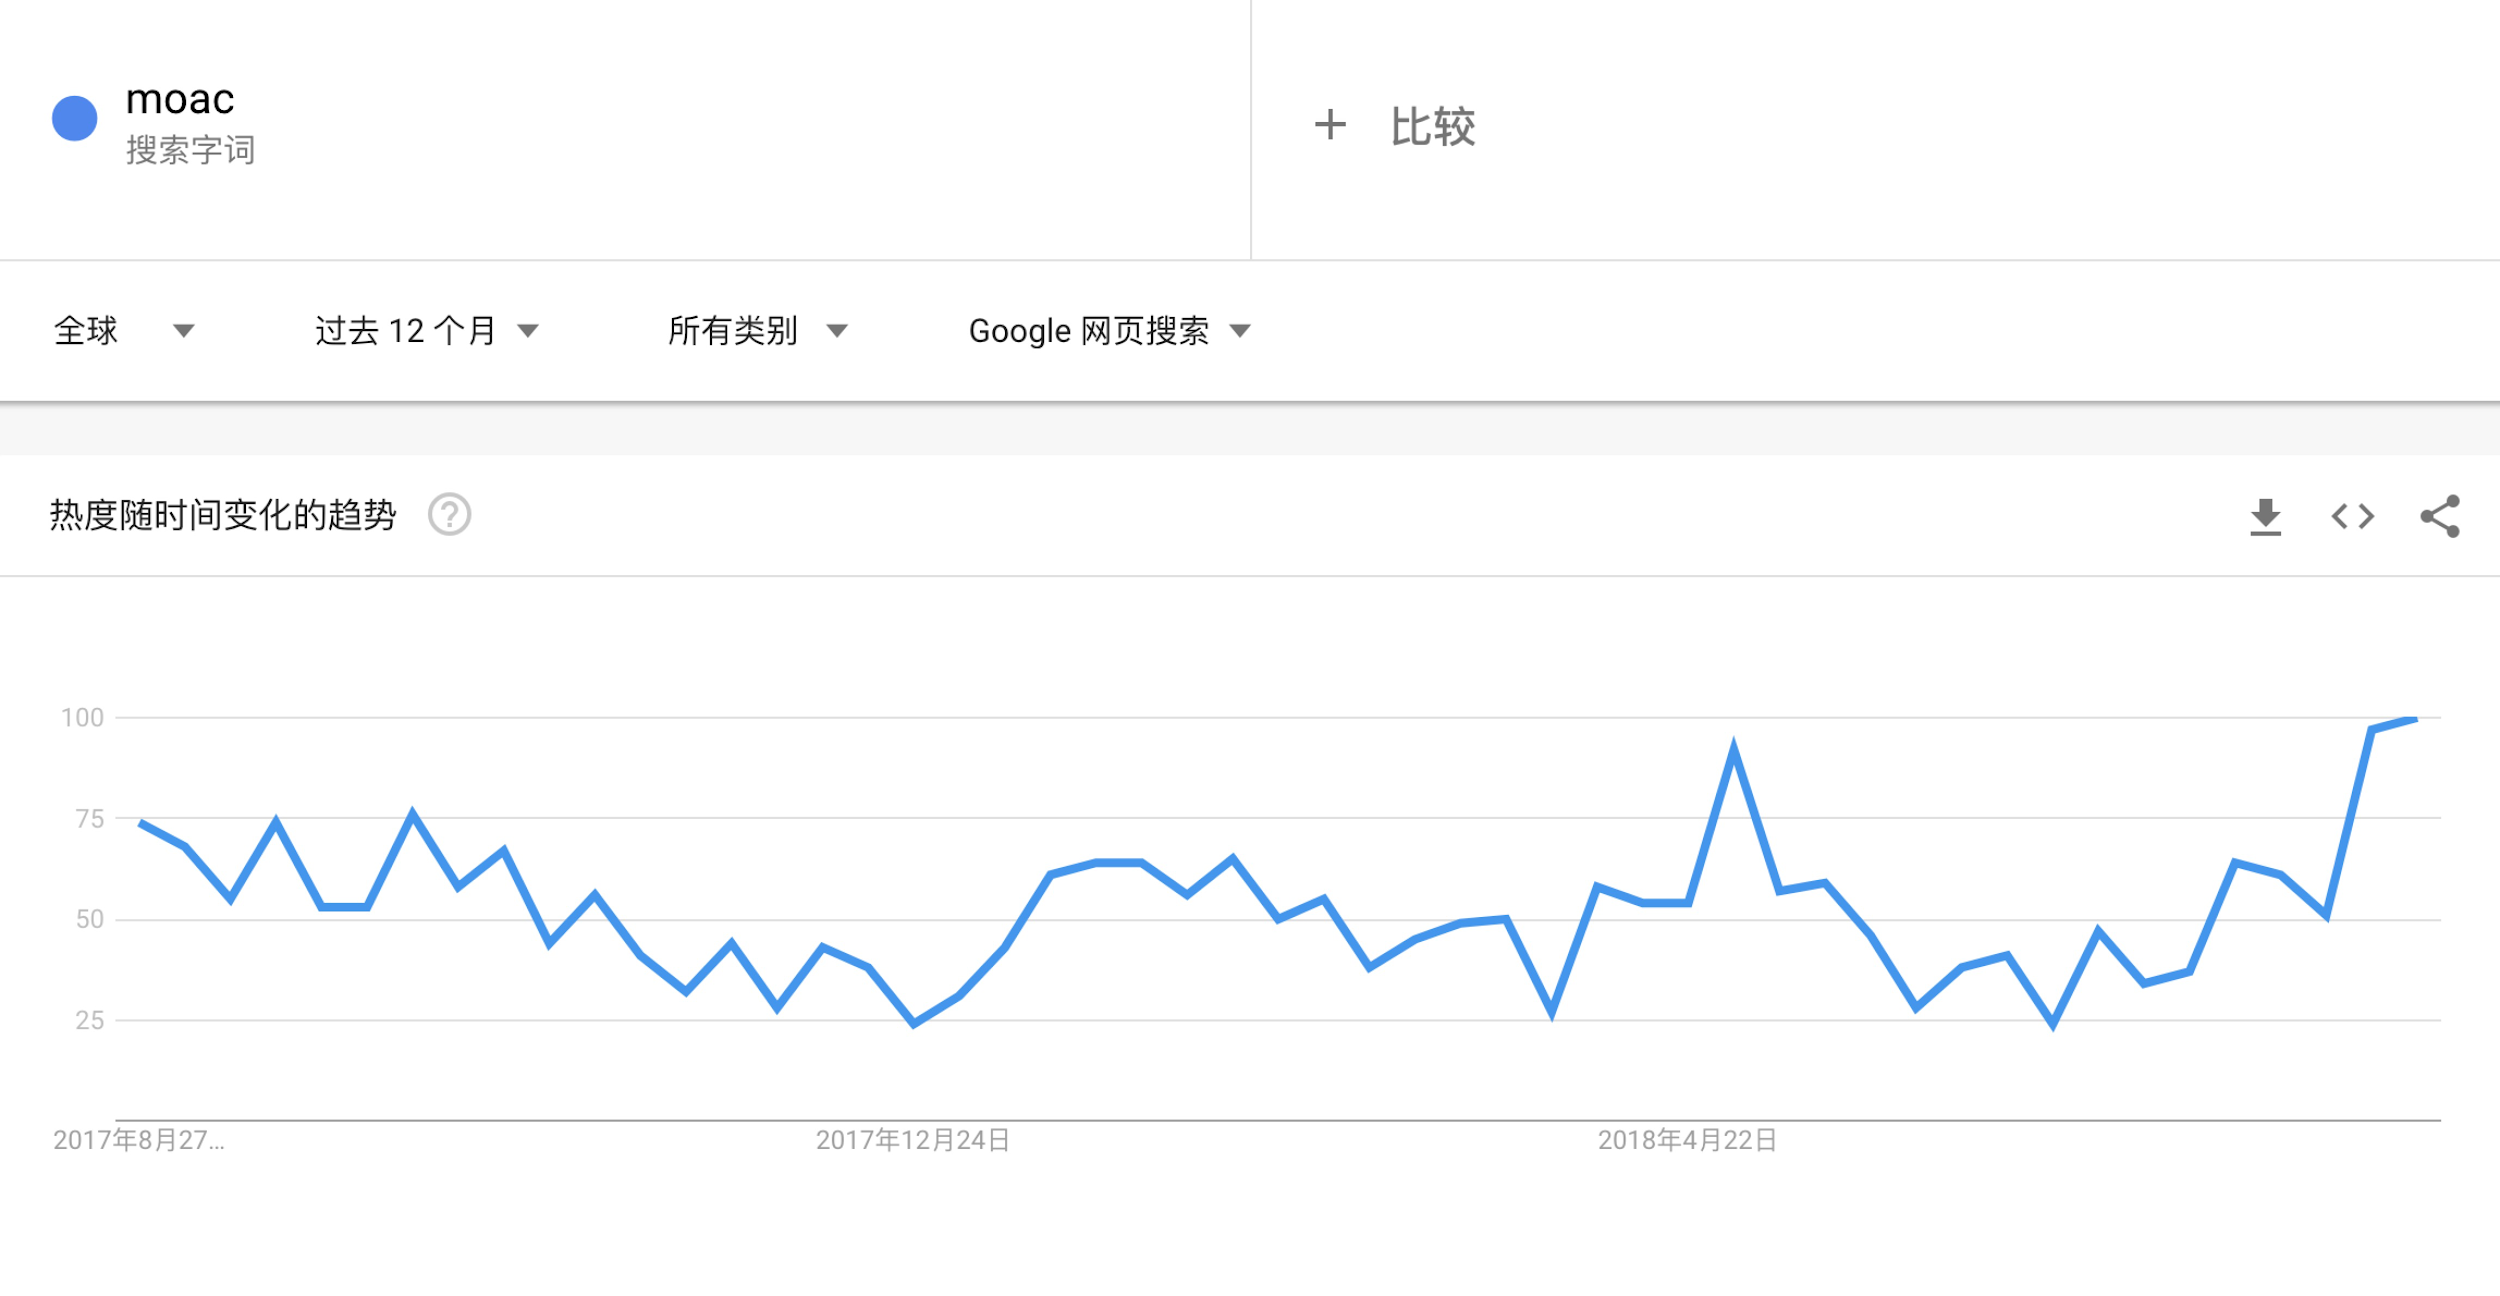 moac
搜索字词
+ 比较
全球 过去 12 个月 所有类别 Google 网页搜索
热度随时间变化的趋势 ?
100
75
50
25
2017年8月27... 2017年12月24日 2018年4月22日